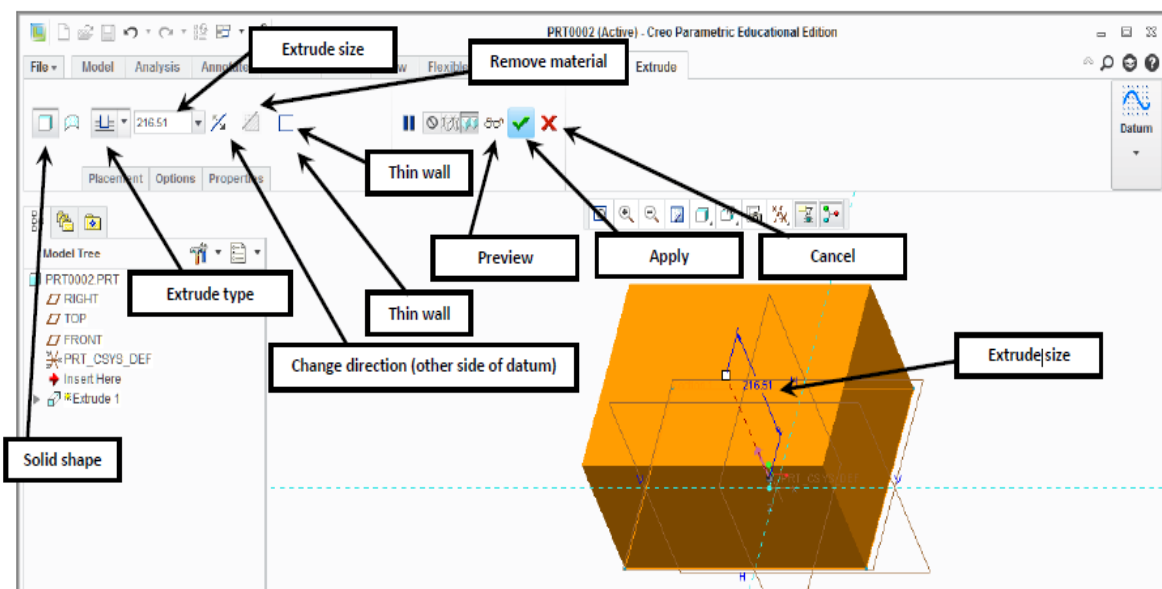 PRT0002 (Active) - Creo Parametric Educational Edition
Extrude size
Remove material
File Model Analysis Annotate Flexible Extrude
216.51
Datum
Thin wall
Placement Options Properties
Preview
Apply
Cancel
Model Tree
PRT0002.PRT
Extrude type
RIGHT
TOP
Thin wall
FRONT
PRT_CSYS_DEF
Change direction (other side of datum)
Extrude size
Insert Here
216.51
Extrude 1
Solid shape
PRT_CSYS_DEF
H